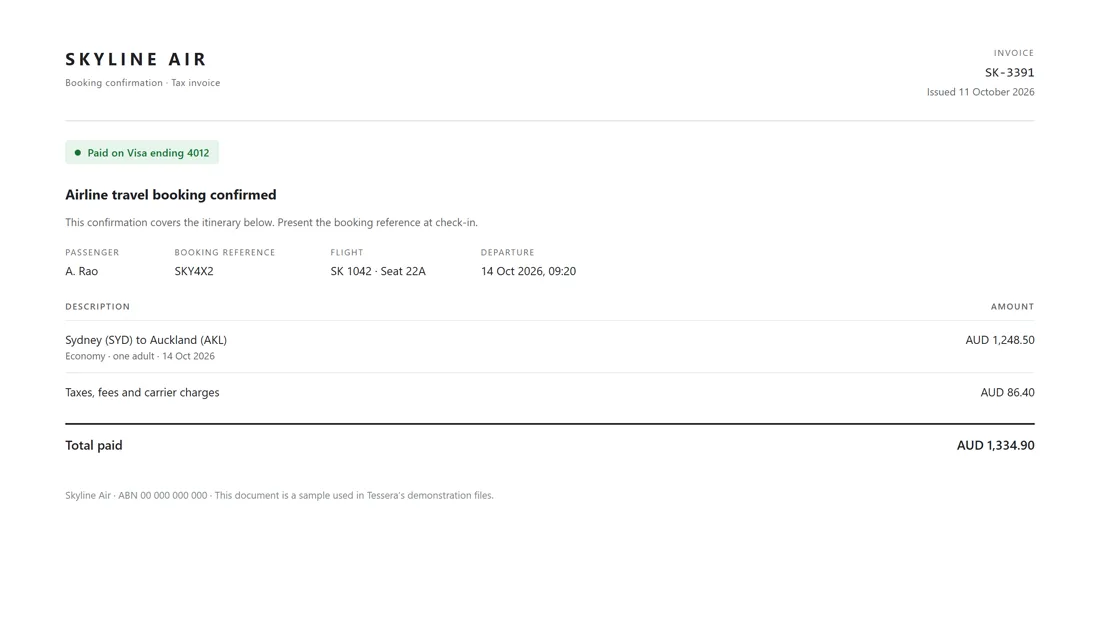 SKYLINE AIR
Booking confirmation · Tax invoice
INVOICE
SK-3391
Issued 11 October 2026
Paid on Visa ending 4012
Airline travel booking confirmed
This confirmation covers the itinerary below. Present the booking reference at check-in.
PASSENGER BOOKING REFERENCE FLIGHT DEPARTURE
A. Rao SKY4X2 SK 1042 · Seat 22A 14 Oct 2026, 09:20
DESCRIPTION AMOUNT
Sydney (SYD) to Auckland (AKL) AUD 1,248.50
Economy · one adult · 14 Oct 2026
Taxes, fees and carrier charges AUD 86.40
Total paid AUD 1,334.90
Skyline Air · ABN 00 000 000 000 · This document is a sample used in Tessera's demonstration files.